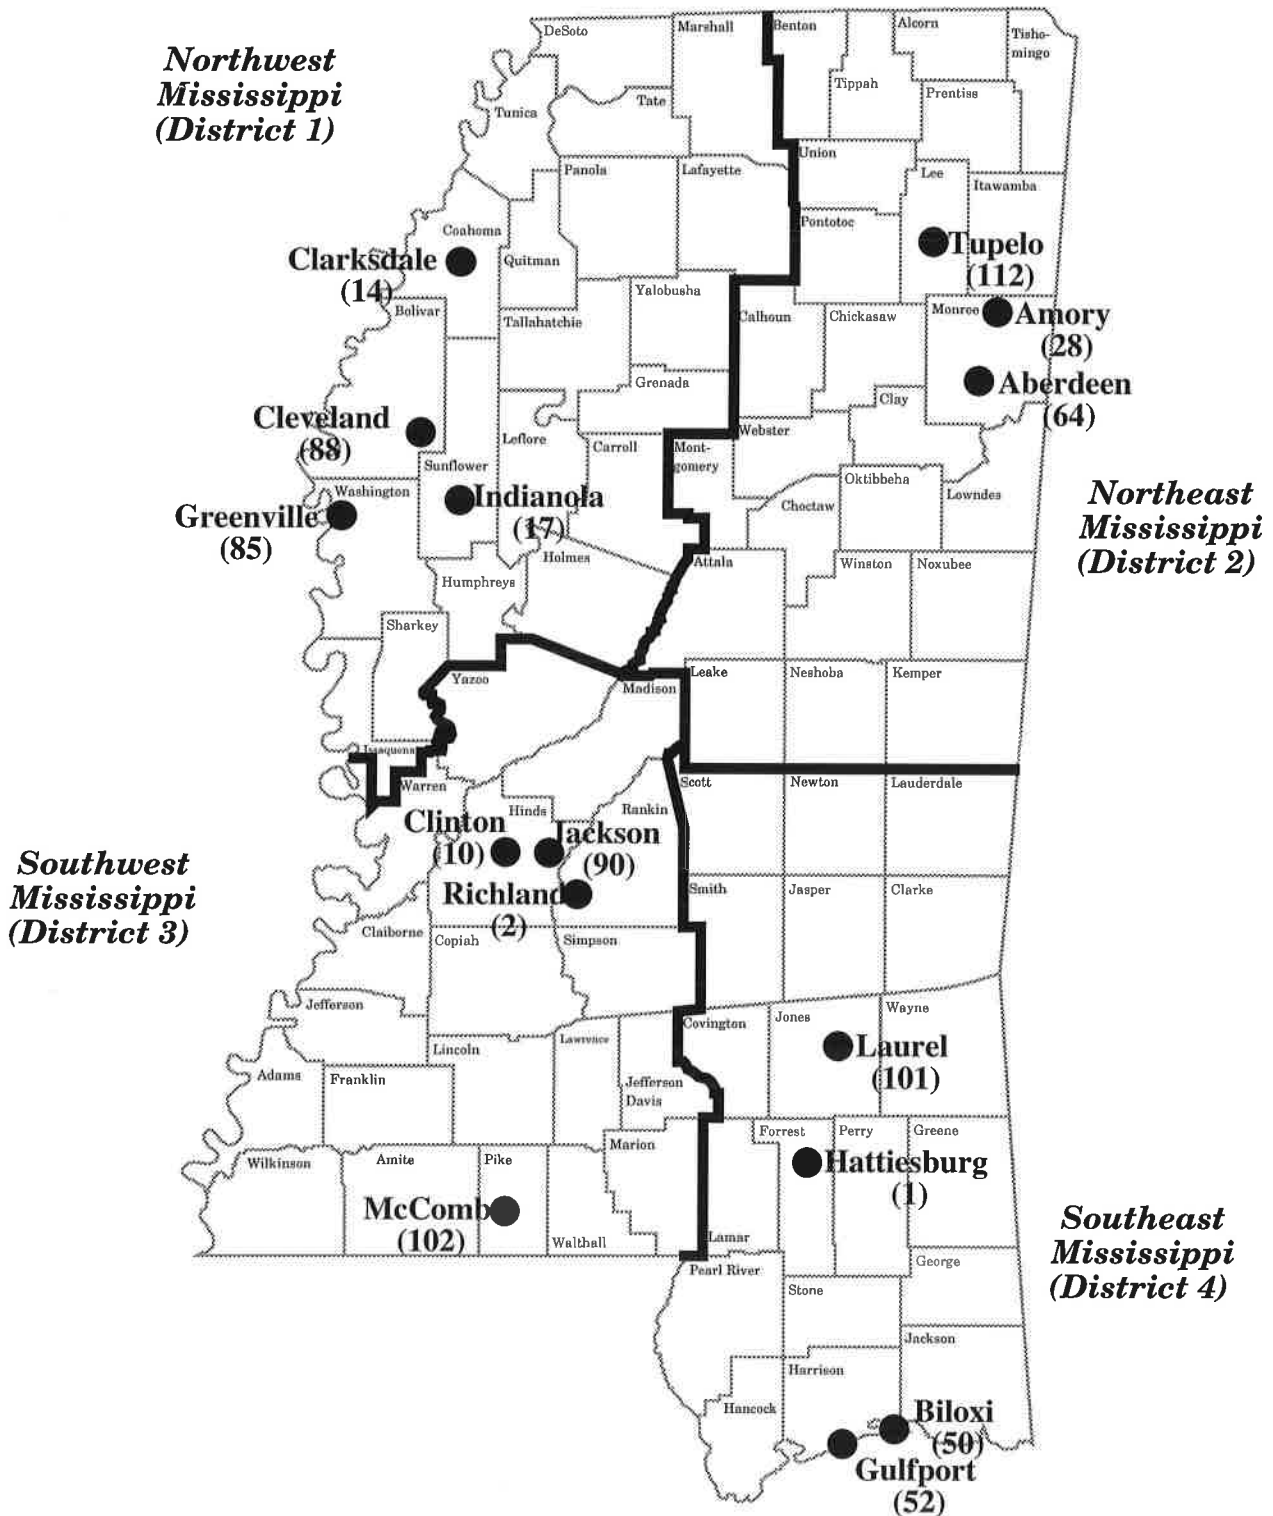 Northwest
Mississippi
(District 1)
DeSoto
Marshall
Benton
Alcorn
Tisho-
mingo
Tunica
Tate
Tippah
Prentiss
Union
Panola
Lafayette
Lee
Itawamba
Coahoma
Quitman
Pontotoc
Clarksdale
(14)
Tupelo
(112)
Bolivar
Tallahatchie
Yalobusha
Calhoun
Chickasaw
Monroe
Amory
(28)
Aberdeen
(64)
Grenada
Clay
Cleveland
(88)
Leflore
Carroll
Mont-
gomery
Webster
Sunflower
Washington
Indianola
(17)
Greenville
(85)
Oktibbeha
Choctaw
Lowndes
Northeast
Mississippi
(District 2)
Humphreys
Holmes
Attala
Winston
Noxubee
Sharkey
Yazoo
Madison
Leake
Neshoba
Kemper
Issaquena
Warren
Scott
Newton
Lauderdale
Hinds
Rankin
Clinton
(10)
Jackson
(90)
Richland
(2)
Southwest
Mississippi
(District 3)
Smith
Jasper
Clarke
Claiborne
Copiah
Simpson
Jefferson
Lincoln
Lawrence
Covington
Jones
Wayne
Laurel
(101)
Adams
Franklin
Jefferson
Davis
Marion
Forrest
Perry
Greene
Wilkinson
Amite
Pike
Hattiesburg
(1)
McComb
(102)
Walthall
Lamar
Pearl River
George
Southeast
Mississippi
(District 4)
Stone
Jackson
Harrison
Hancock
Biloxi
(50)
Gulfport
(52)